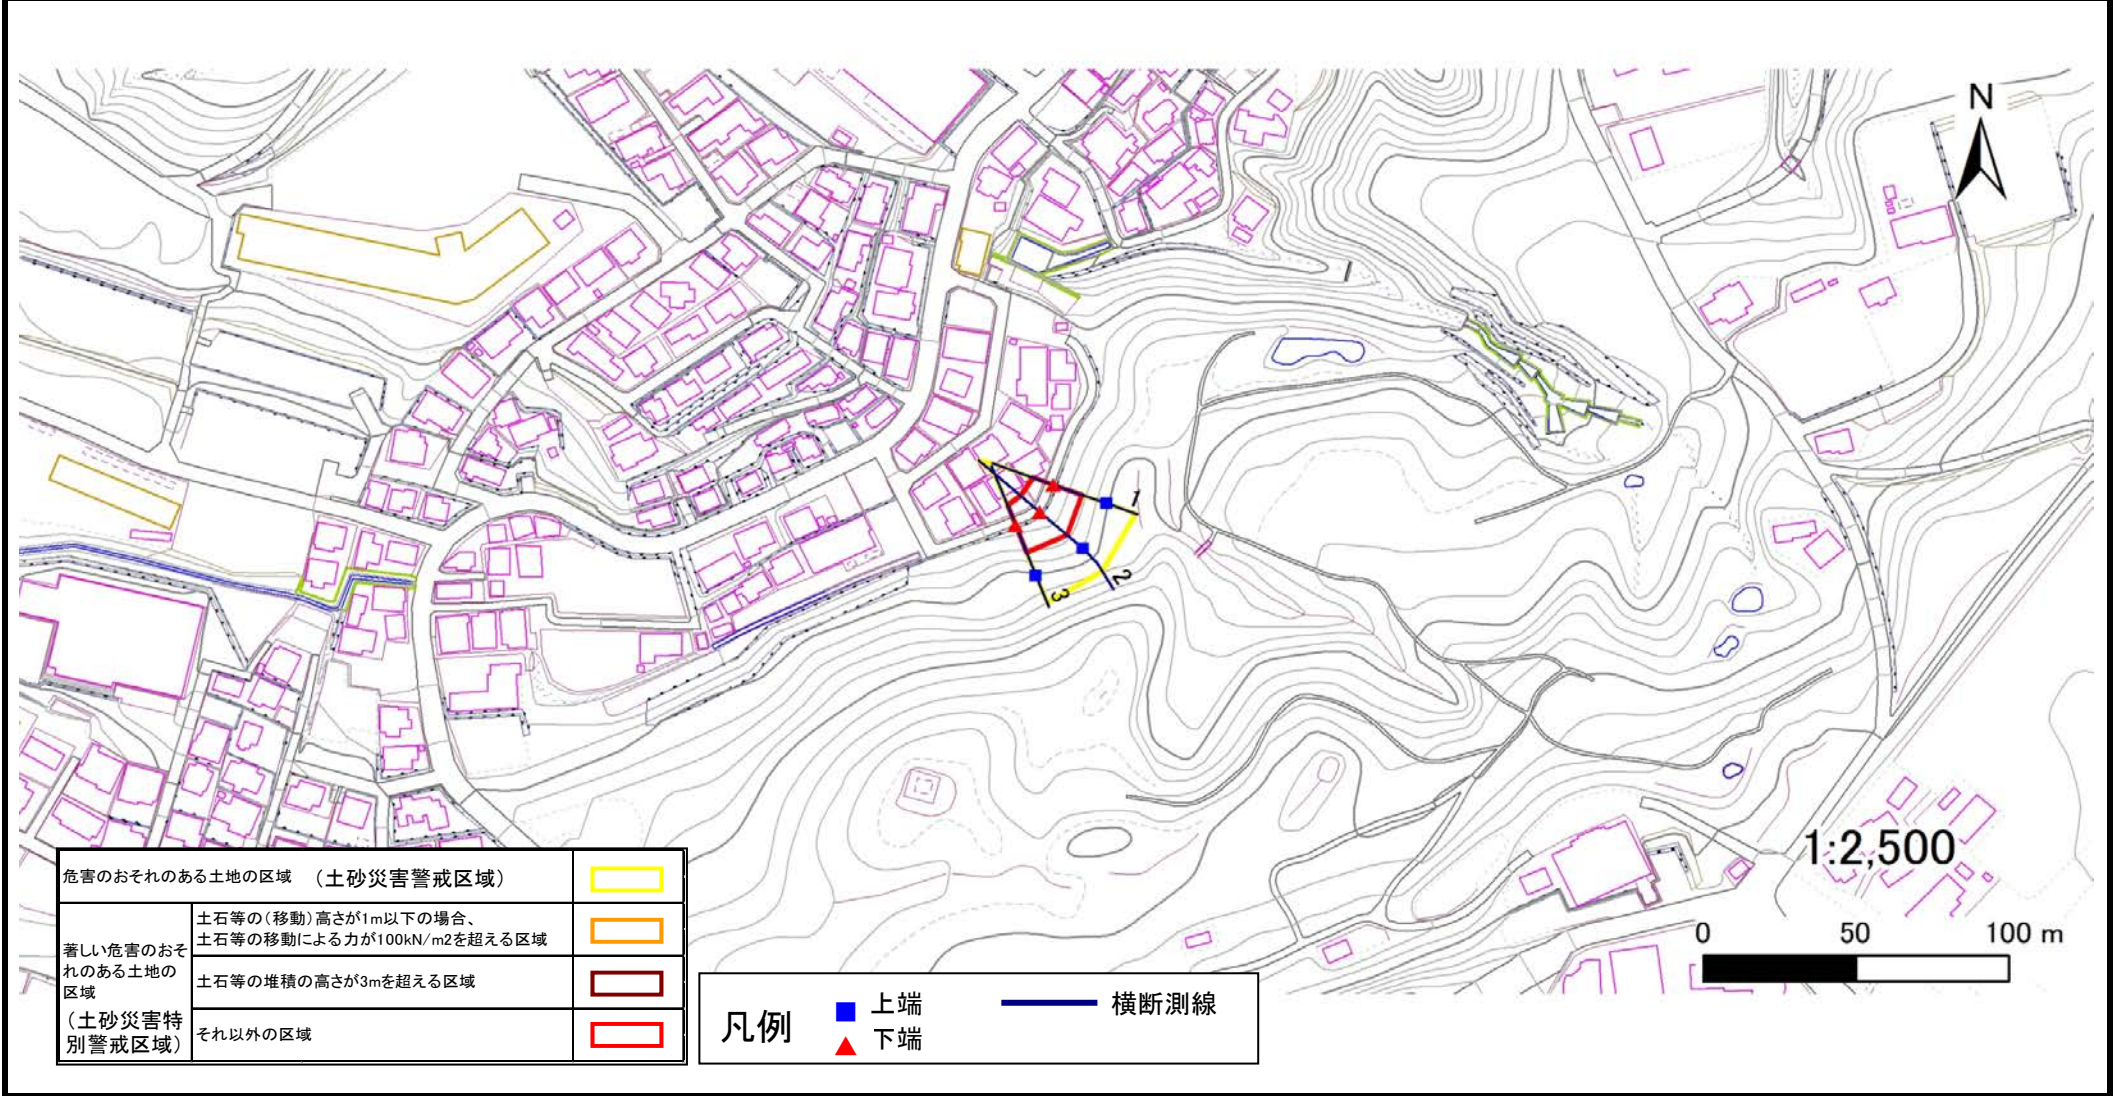 N
1
2
3
1:2,500
0 50 100 m
危害のおそれのある土地の区域 （土砂災害警戒区域）
著しい危害のおそ
れのある土地の
区域
（土砂災害特
別警戒区域）
土石等の（移動）高さが1m以下の場合、
土石等の移動による力が100kN/m2を超える区域
土石等の堆積の高さが3mを超える区域
それ以外の区域
凡例
上端
下端
横断測線